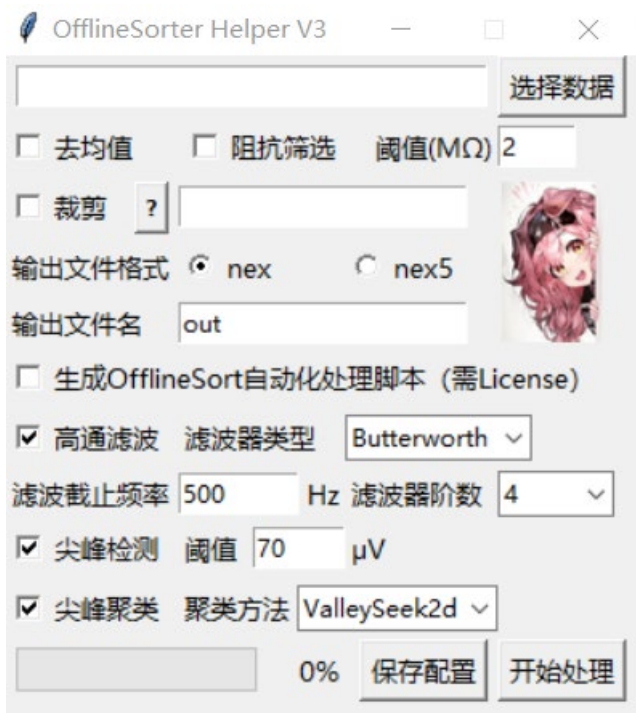 OfflineSorter Helper V3
选择数据
去均值 阻抗筛选 阈值(MΩ) 2
裁剪 ?
输出文件格式 nex nex5
输出文件名 out
生成OfflineSort自动化处理脚本（需License）
高通滤波 滤波器类型 Butterworth
滤波截止频率 500 Hz 滤波器阶数 4
尖峰检测 阈值 70 μV
尖峰聚类 聚类方法 ValleySeek2d
0% 保存配置 开始处理